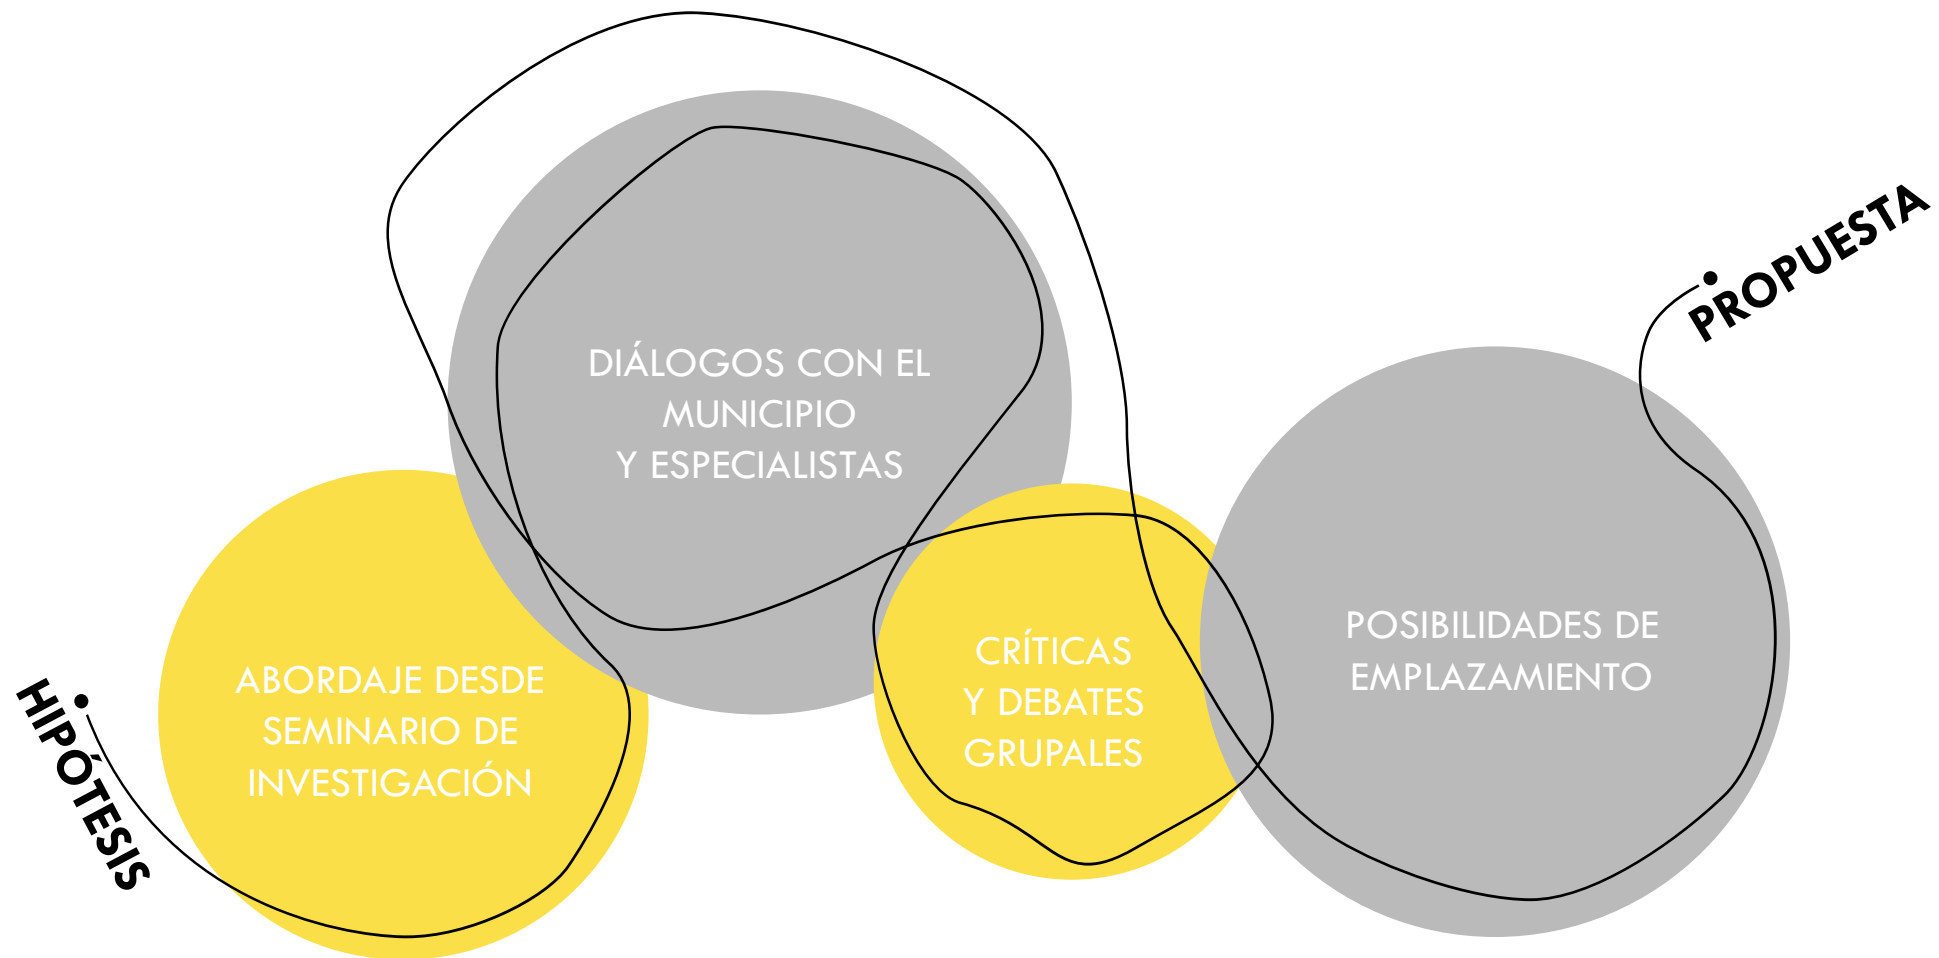 HIPÓTESIS
ABORDAJE DESDE
SEMINARIO DE
INVESTIGACIÓN
DIÁLOGOS CON EL
MUNICIPIO
Y ESPECIALISTAS
CRÍTICAS
Y DEBATES
GRUPALES
POSIBILIDADES DE
EMPLAZAMIENTO
PROPUESTA